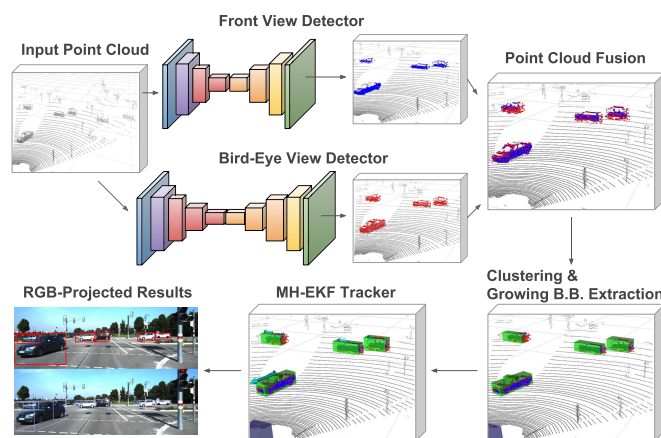 Front View Detector
Input Point Cloud
Point Cloud Fusion
Bird-Eye View Detector
Clustering &
Growing B.B. Extraction
MH-EKF Tracker
RGB-Projected Results